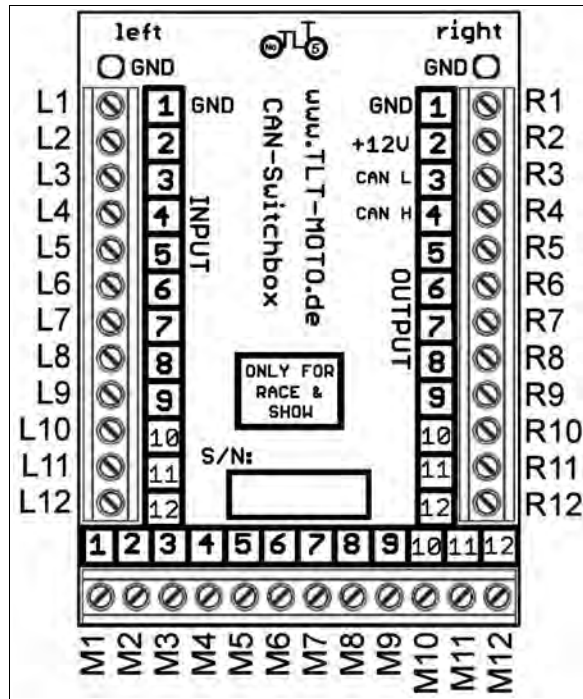 left right
No 5
GND GND
L1 1 GND GND 1 R1
L2 2 +12V 2 R2
L3 3 CAN L 3 R3
L4 4 CAN H 4 R4
L5 5 5 R5
L6 6 6 R6
L7 7 7 R7
L8 8 8 R8
L9 9 9 R9
L10 10 10 R10
L11 11 11 R11
L12 12 12 R12
INPUT
CAN-Switchbox
www.TLT-MOTO.de
OUTPUT
ONLY FOR
RACE &
SHOW
S/N:
1 2 3 4 5 6 7 8 9 10 11 12
M1 M2 M3 M4 M5 M6 M7 M8 M9 M10 M11 M12